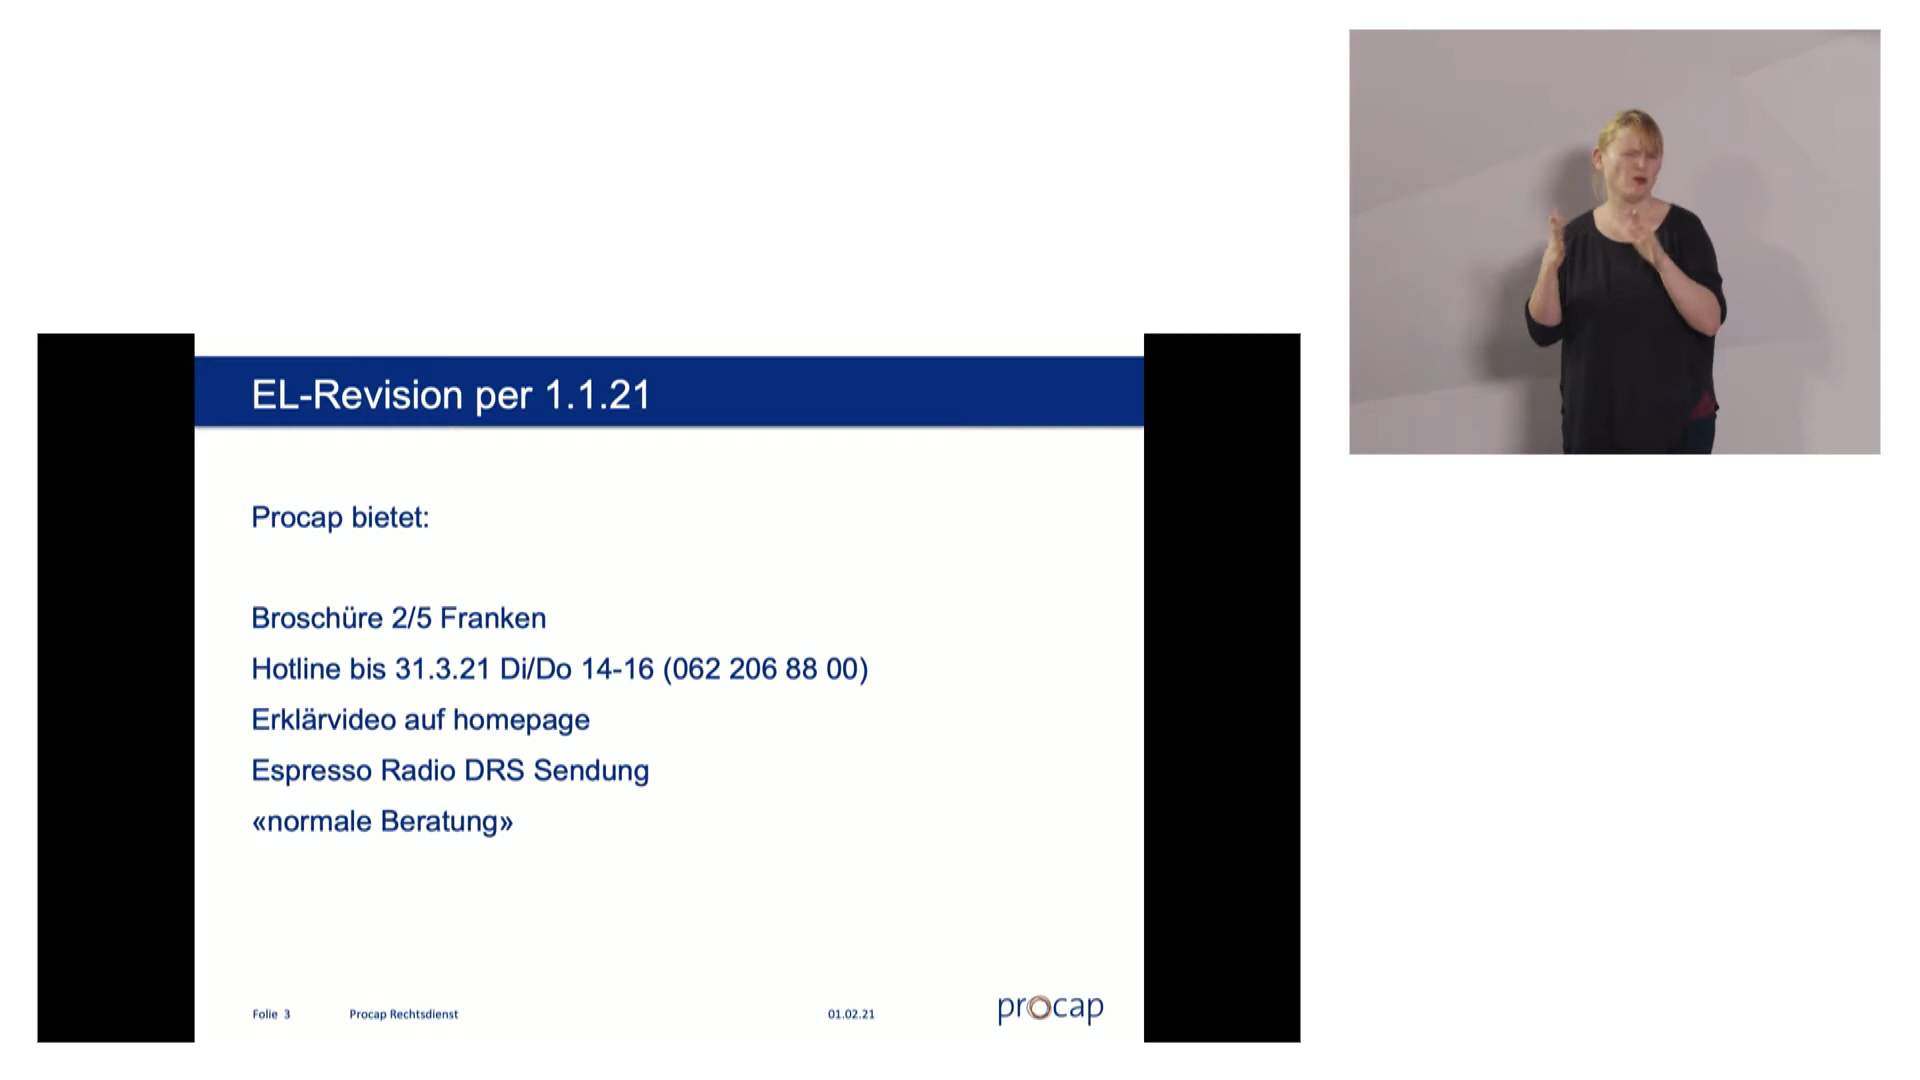 EL-Revision per 1.1.21
Procap bietet:
Broschüre 2/5 Franken
Hotline bis 31.3.21 Di/Do 14-16 (062 206 88 00)
Erklärvideo auf homepage
Espresso Radio DRS Sendung
«normale Beratung»
Folie 3 Procap Rechtsdienst 01.02.21 procap